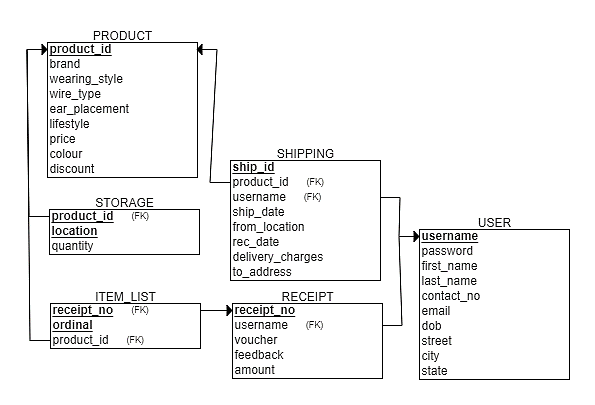 PRODUCT
product_id
brand
wearing_style
wire_type
ear_placement
lifestyle
price
colour
discount
SHIPPING
ship_id
product_id (FK)
username (FK)
ship_date
from_location
rec_date
delivery_charges
to_address
STORAGE
product_id (FK)
location
quantity
USER
username
password
first_name
last_name
contact_no
email
dob
street
city
state
ITEM_LIST
receipt_no (FK)
ordinal
product_id (FK)
RECEIPT
receipt_no
username (FK)
voucher
feedback
amount